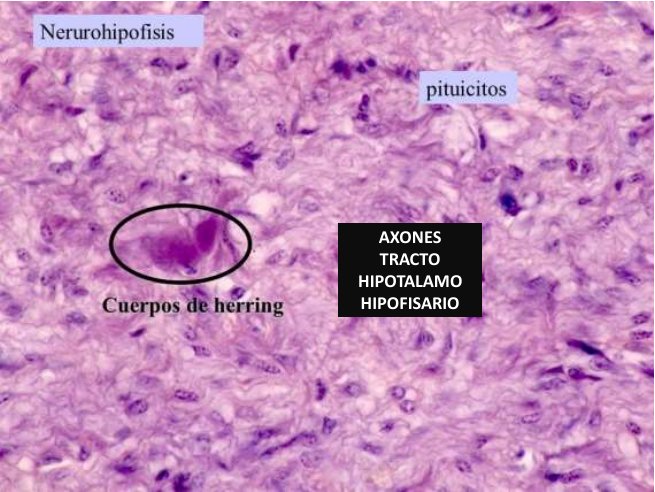 Nerurohipofisis
pituicitos
AXONES
TRACTO
HIPOTALAMO
HIPOFISARIO
Cuerpos de herring